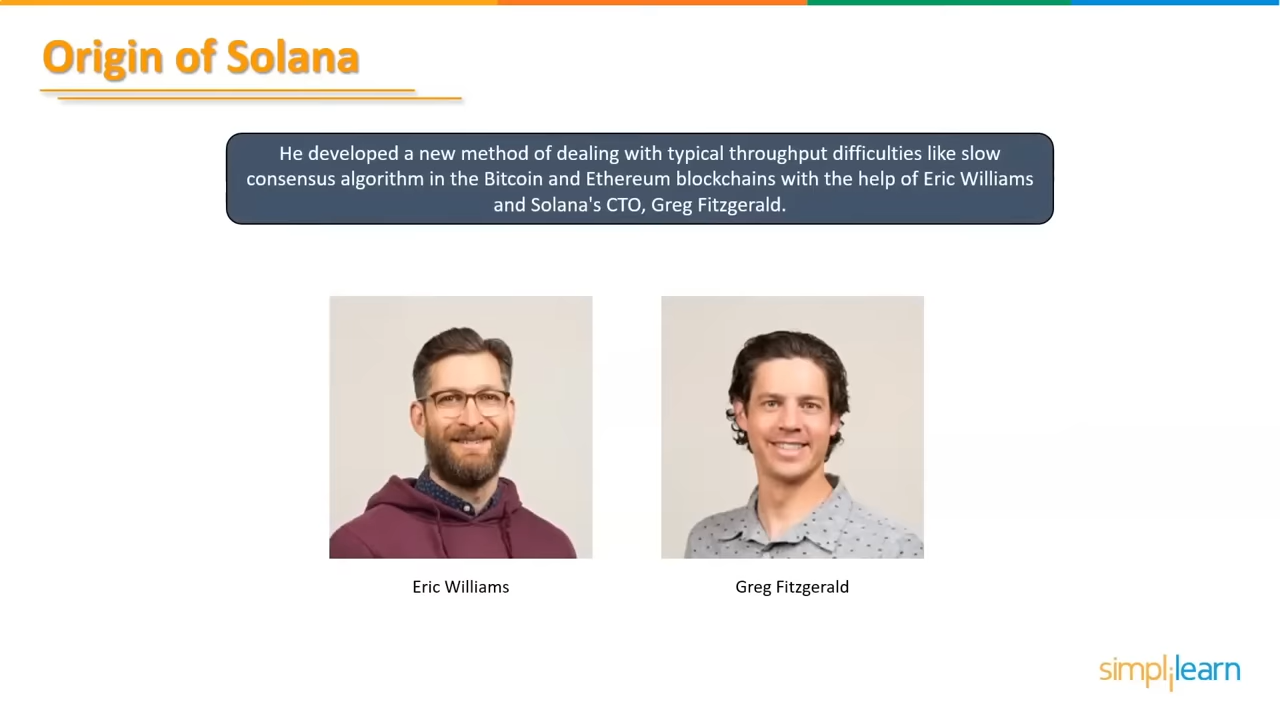 Origin of Solana
He developed a new method of dealing with typical throughput difficulties like slow
consensus algorithm in the Bitcoin and Ethereum blockchains with the help of Eric Williams
and Solana's CTO, Greg Fitzgerald.
Eric Williams
Greg Fitzgerald
simplilearn